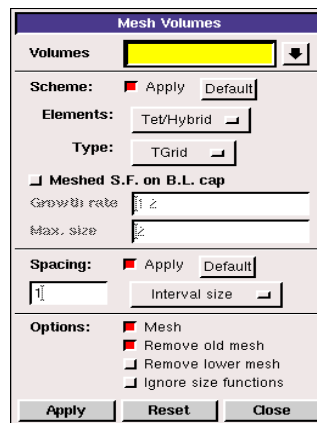 Mesh Volumes
Volumes
Scheme: Apply Default
Elements: Tet/Hybrid
Type: TGrid
Meshed S.F. on B.L. cap
Growth rate 1.2
Max. size 2
Spacing: Apply Default
1 Interval size
Options: Mesh
Remove old mesh
Remove lower mesh
Ignore size functions
Apply Reset Close